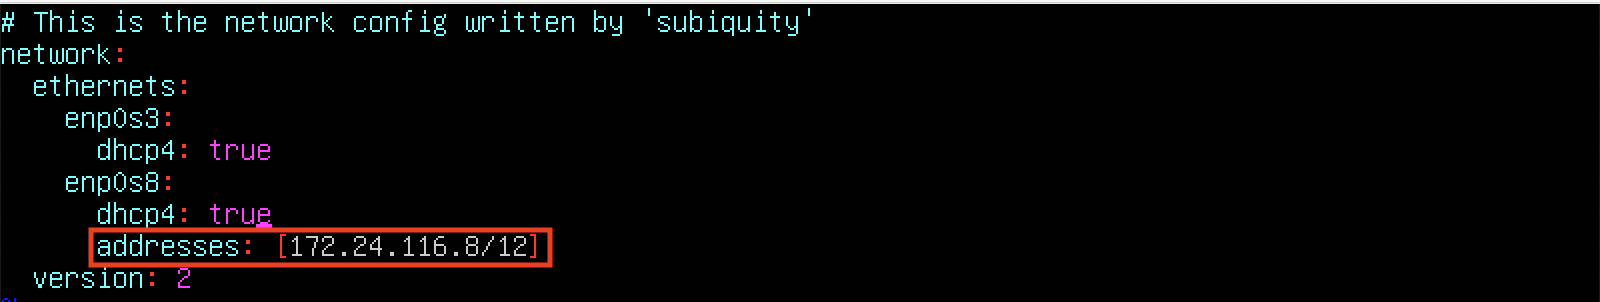 # This is the network config written by 'subiquity'
network:
  ethernets:
    enp0s3:
      dhcp4: true
    enp0s8:
      dhcp4: true
      addresses: [172.24.116.8/12]
  version: 2